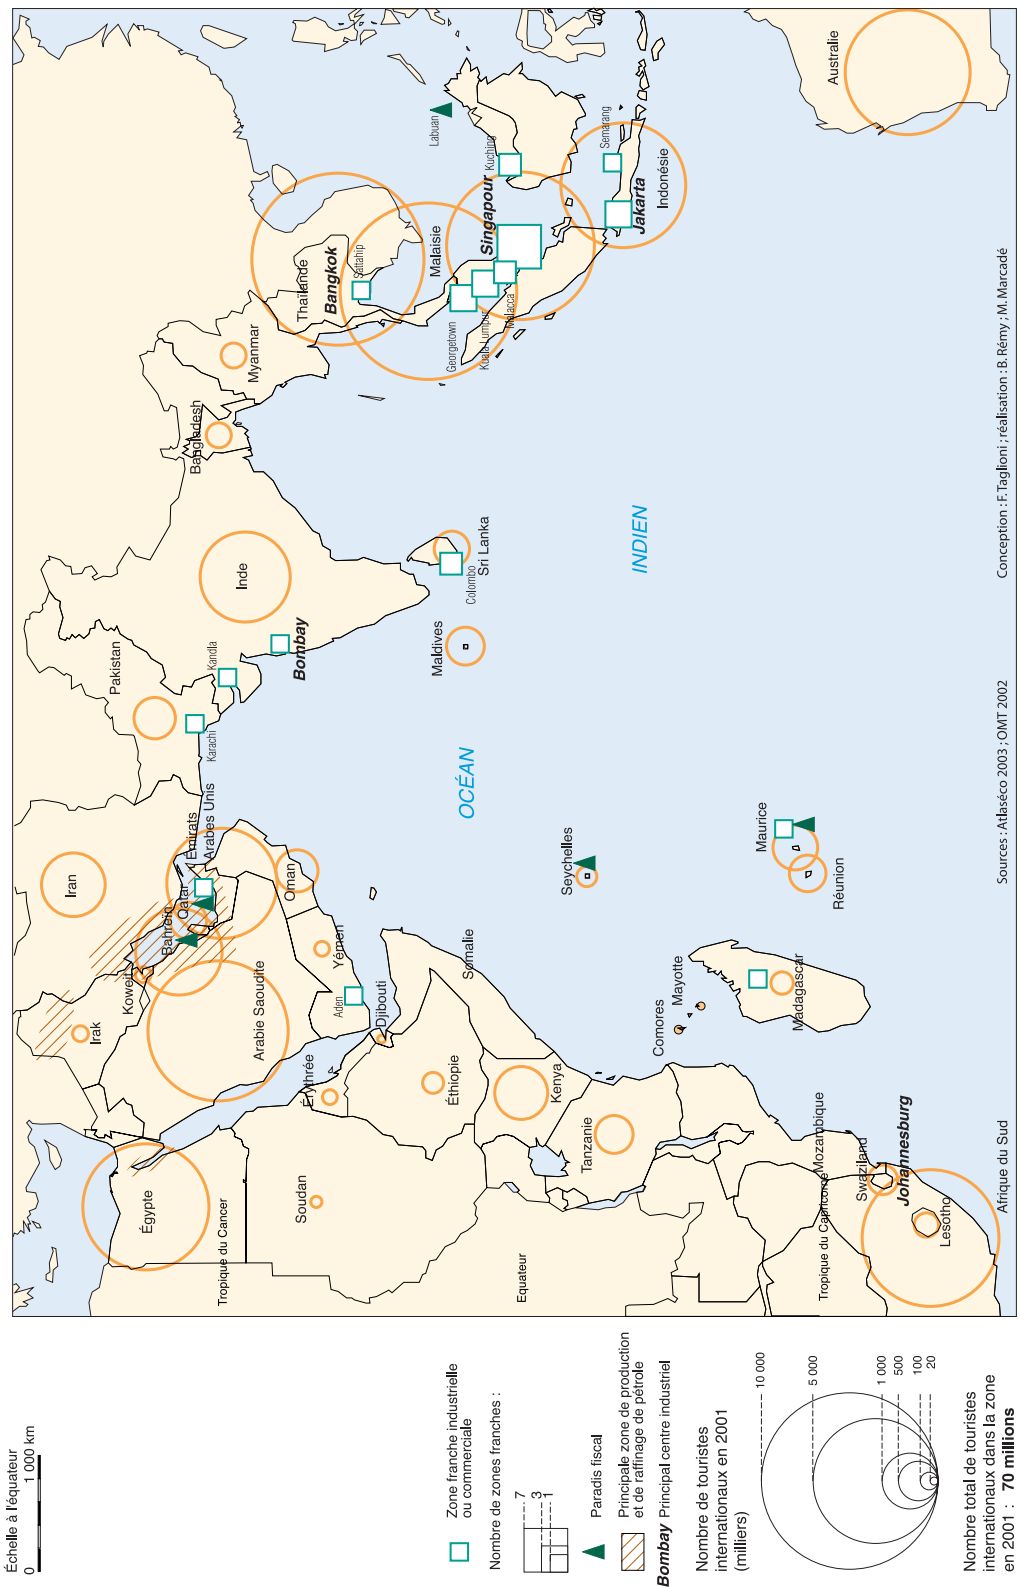 Égypte
Soudan
Érythrée
Éthiopie
Djibouti
Somalie
Kenya
Tanzanie
Mozambique
Swaziland
Johannesburg
Lesotho
Afrique du Sud
Tropique du Cancer
Equateur
Tropique du Capricorne
Comores
Mayotte
Madagascar
Seychelles
Maurice
Réunion
Irak
Iran
Koweït
Bahreïn
Qatar
Émirats
Arabes Unis
Arabie Saoudite
Oman
Yémen
Aden
Pakistan
Karachi
Kandla
Bombay
Inde
Maldives
Colombo
Sri Lanka
Bangladesh
Myanmar
Thaïlande
Bangkok
Sattahip
Malaisie
Georgetown
Kuala Lumpur
Malacca
Singapour
Kuching
Labuan
Jakarta
Semarang
Indonésie
Australie
OCÉAN
INDIEN
Sources : Atlaséco 2003 ; OMT 2002
Conception : F. Taglioni ; réalisation : B. Rémy ; M. Marcadé
Échelle à l'équateur
0 1 000 km
Zone franche industrielle
ou commerciale
Nombre de zones franches :
7
3
1
Paradis fiscal
Principale zone de production
et de raffinage de pétrole
Bombay Principal centre industriel
Nombre de touristes
internationaux en 2001
(milliers)
10 000
5 000
1 000
500
100
20
Nombre total de touristes
internationaux dans la zone
en 2001 : 70 millions